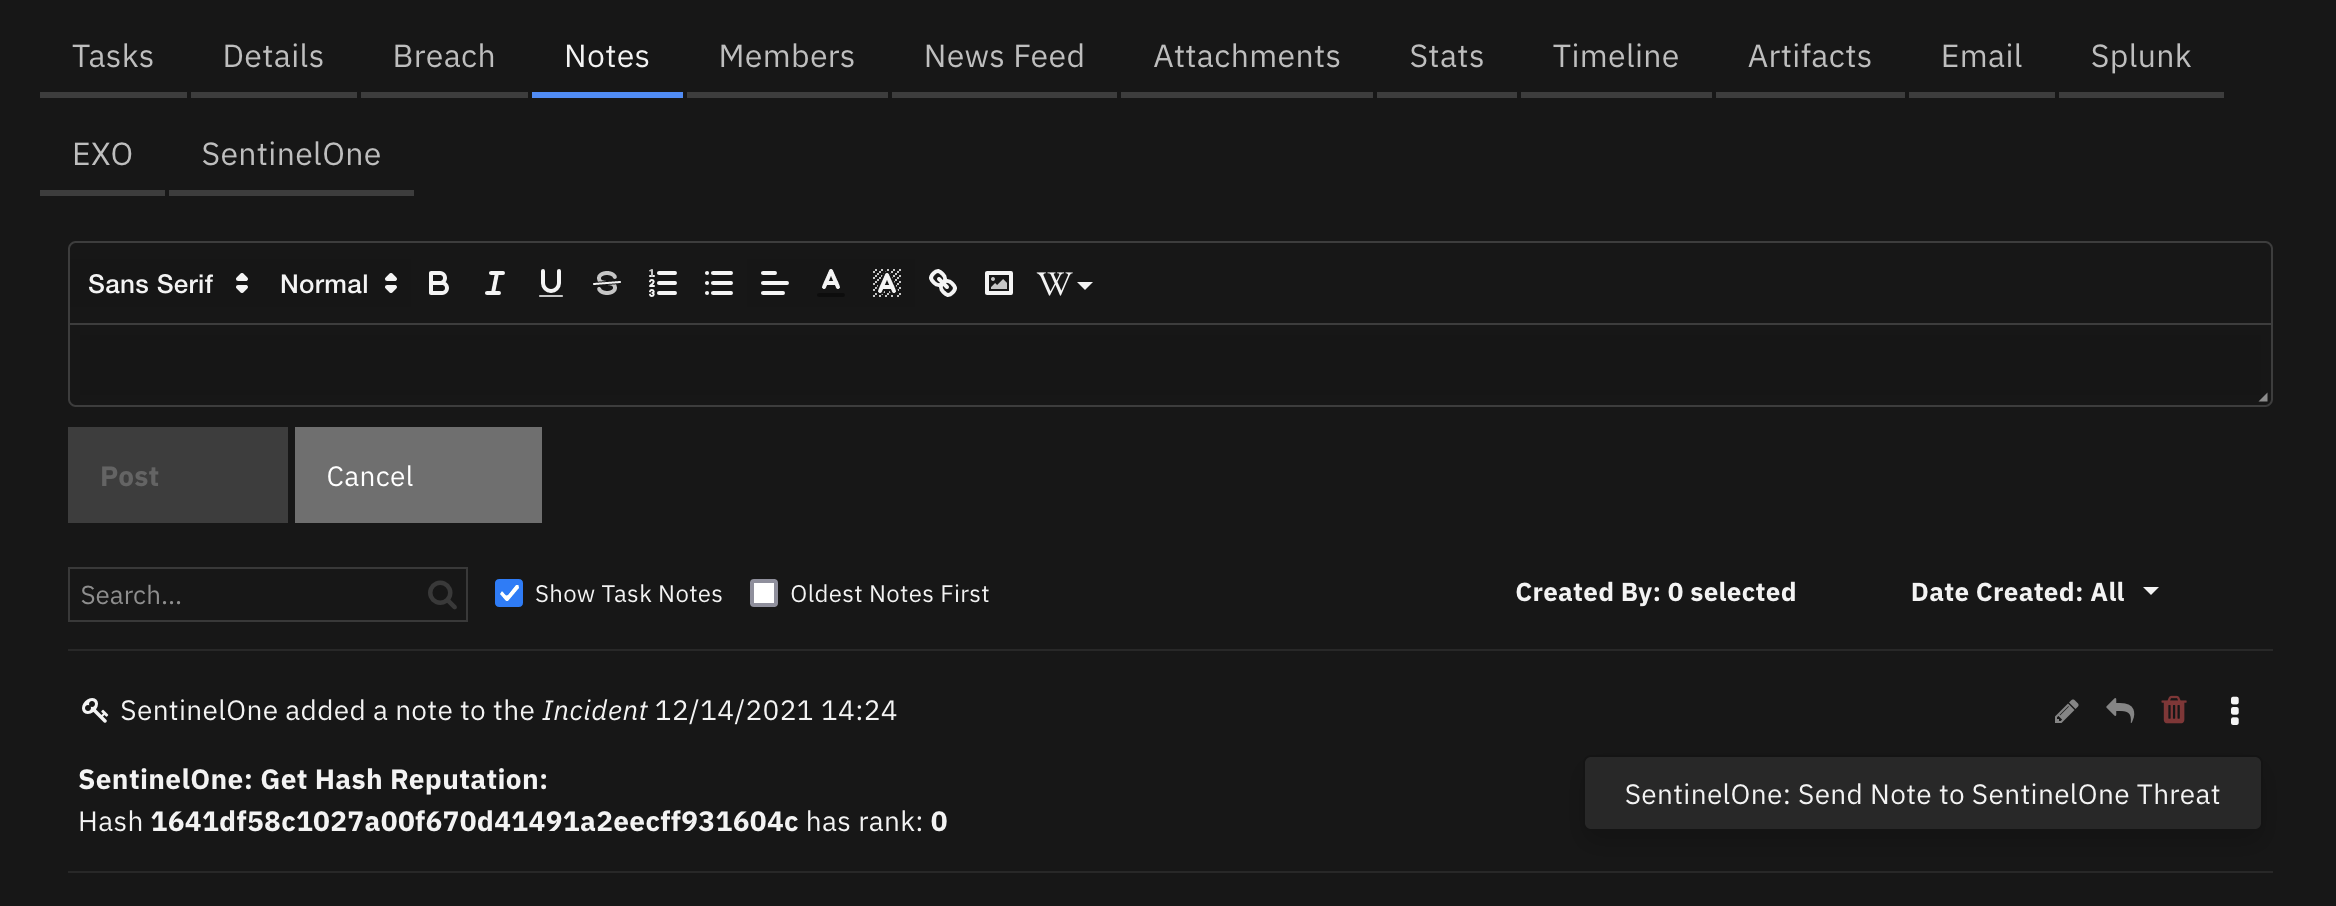 Tasks Details Breach Notes Members News Feed Attachments Stats Timeline Artifacts Email Splunk
EXO SentinelOne
Sans Serif Normal B I U S A A W
Post Cancel
Search... Show Task Notes Oldest Notes First Created By: 0 selected Date Created: All
SentinelOne added a note to the Incident 12/14/2021 14:24
SentinelOne: Get Hash Reputation:
SentinelOne: Send Note to SentinelOne Threat
Hash 1641df58c1027a00f670d41491a2eecff931604c has rank: 0